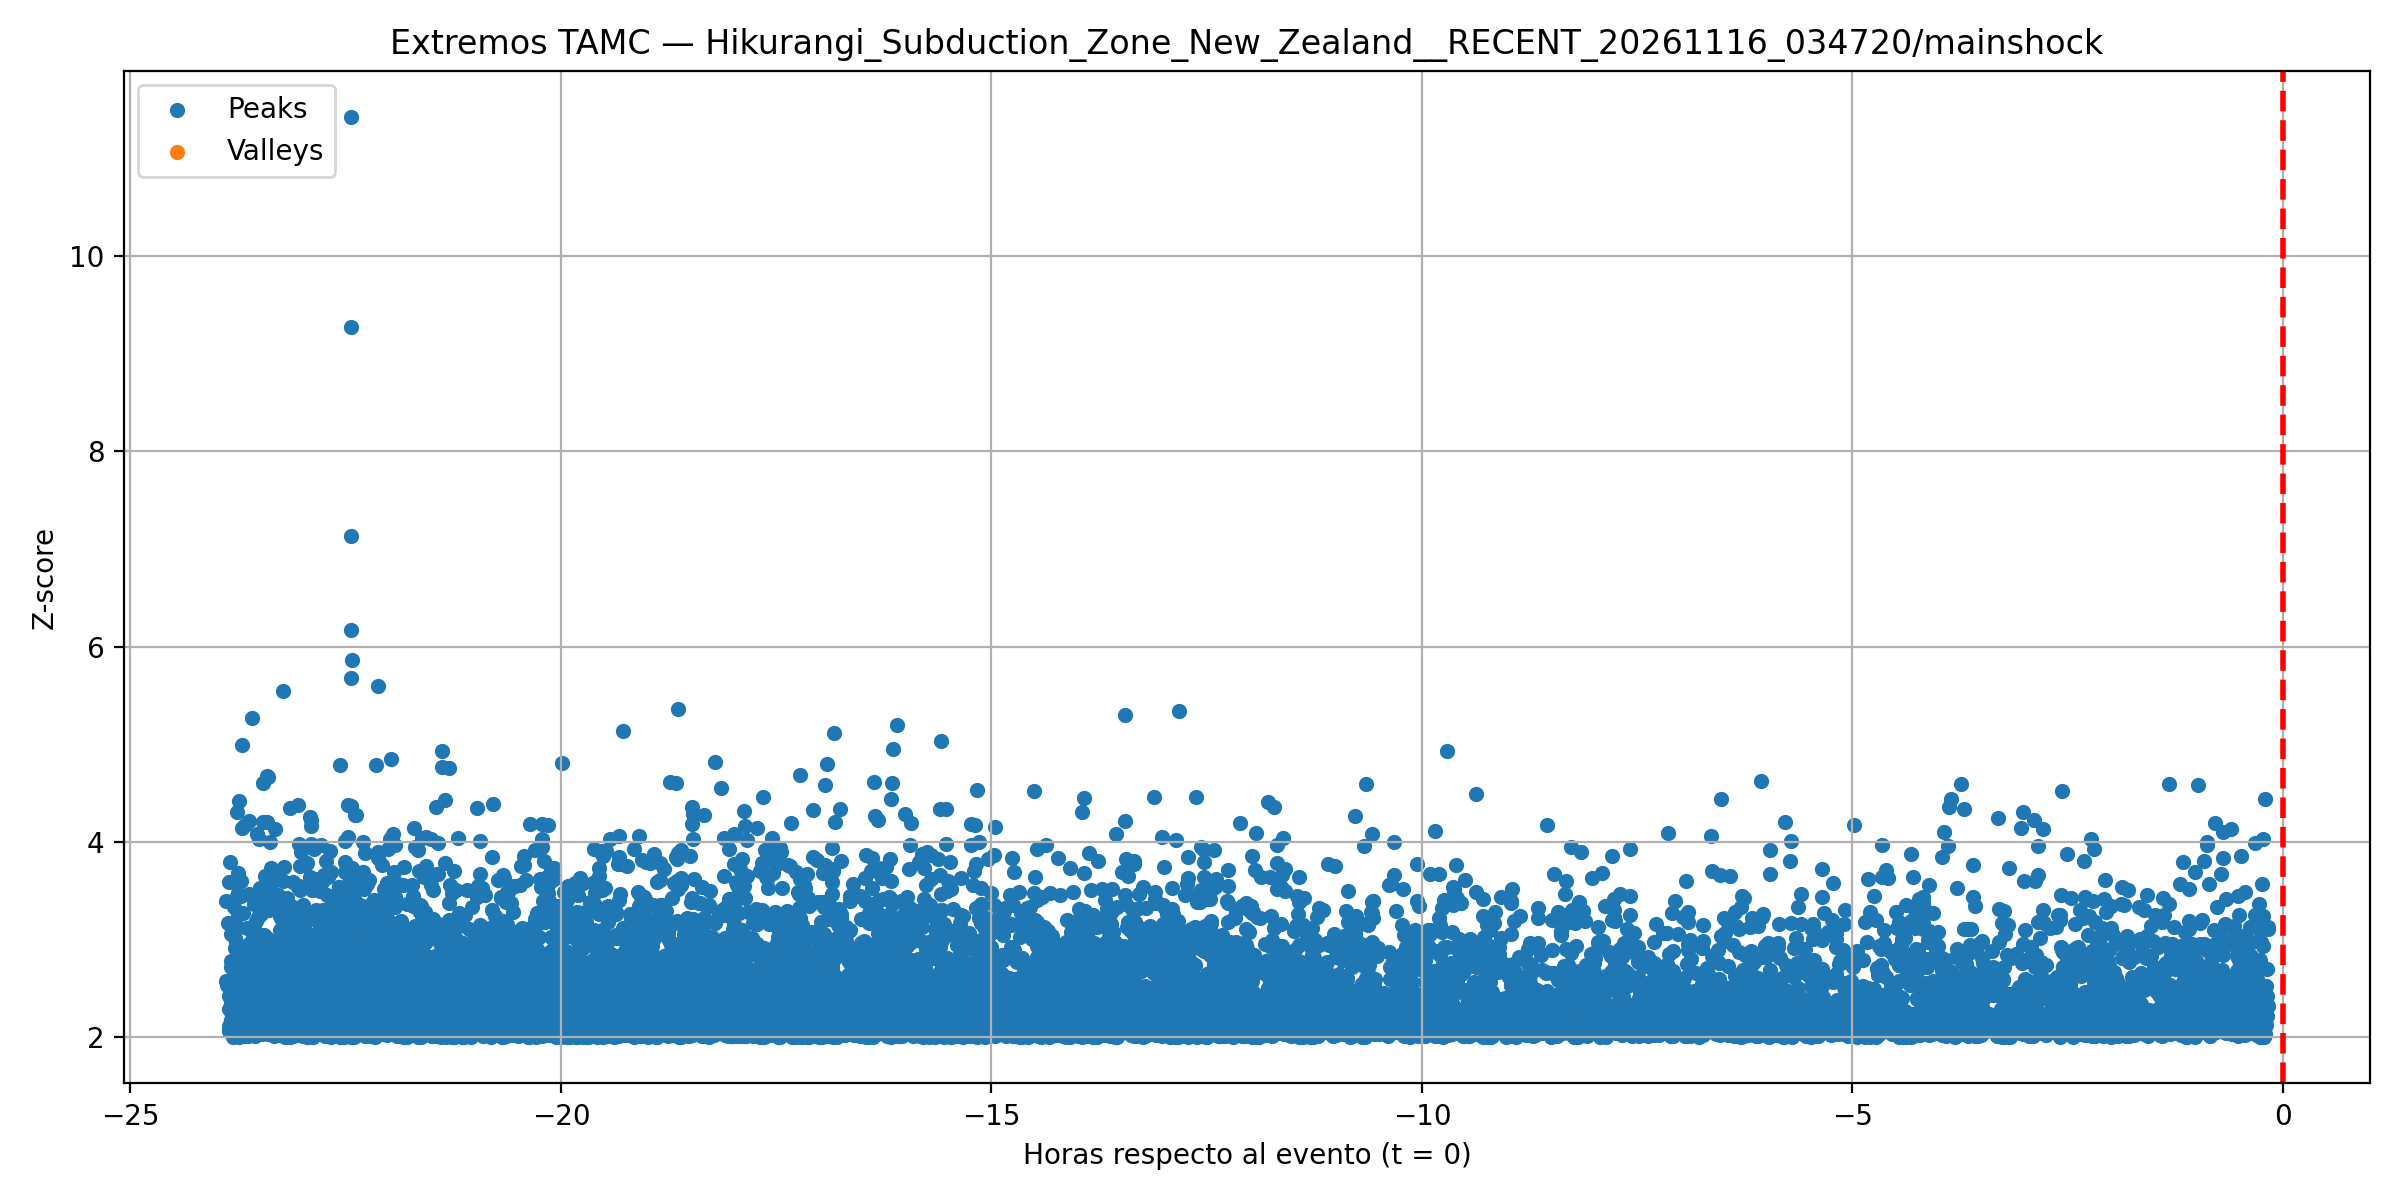 Extremos TAMC — Hikurangi_Subduction_Zone_New_Zealand__RECENT_20261116_034720/mainshock
Peaks
Valleys
10
8
6
4
2
Z-score
−25
−20
−15
−10
−5
0
Horas respecto al evento (t = 0)